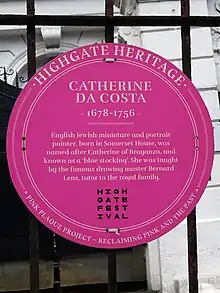 ·HIGHGATE HERITAGE·
CATHERINE
DA COSTA
- 1678-1756 -
English Jewish miniature and portrait
painter, born in Somerset House, was
named after Catherine of Braganza, and
known as a 'blue stocking'. She was taught
by the famous drawing master Bernard
Lens, tutor to the royal family.
HIGH
GATE
FEST
IVAL
PINK PLAQUE PROJECT ~ RECLAIMING PINK AND THE PAST